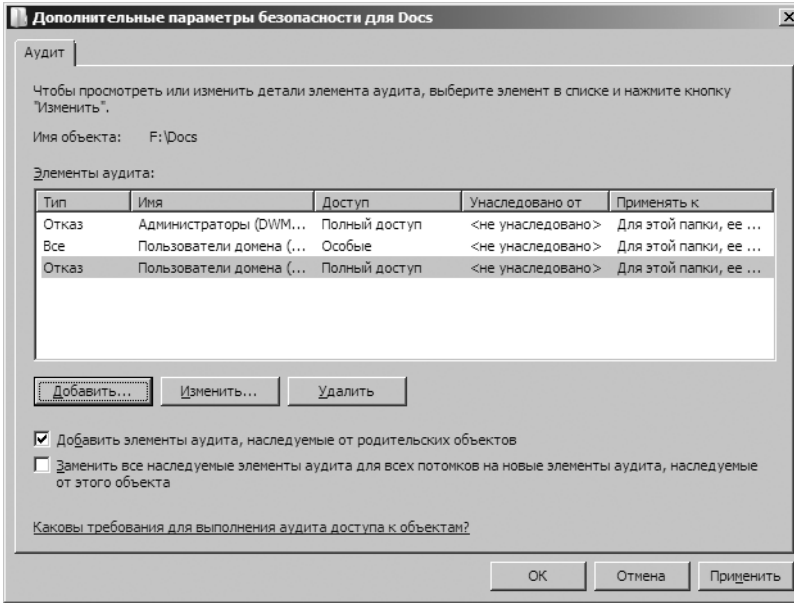 Дополнительные параметры безопасности для Docs
Аудит
Чтобы просмотреть или изменить детали элемента аудита, выберите элемент в списке и нажмите кнопку
"Изменить".
Имя объекта: F:\Docs
Элементы аудита:
Тип Имя Доступ Унаследовано от Применять к
Отказ Администраторы (DWM... Полный доступ <не унаследовано> Для этой папки, ее ...
Все Пользователи домена (... Особые <не унаследовано> Для этой папки, ее ...
Отказ Пользователи домена (... Полный доступ <не унаследовано> Для этой папки, ее ...
Добавить... Изменить... Удалить
Добавить элементы аудита, наследуемые от родительских объектов
Заменить все наследуемые элементы аудита для всех потомков на новые элементы аудита, наследуемые
от этого объекта
Каковы требования для выполнения аудита доступа к объектам?
ОК Отмена Применить